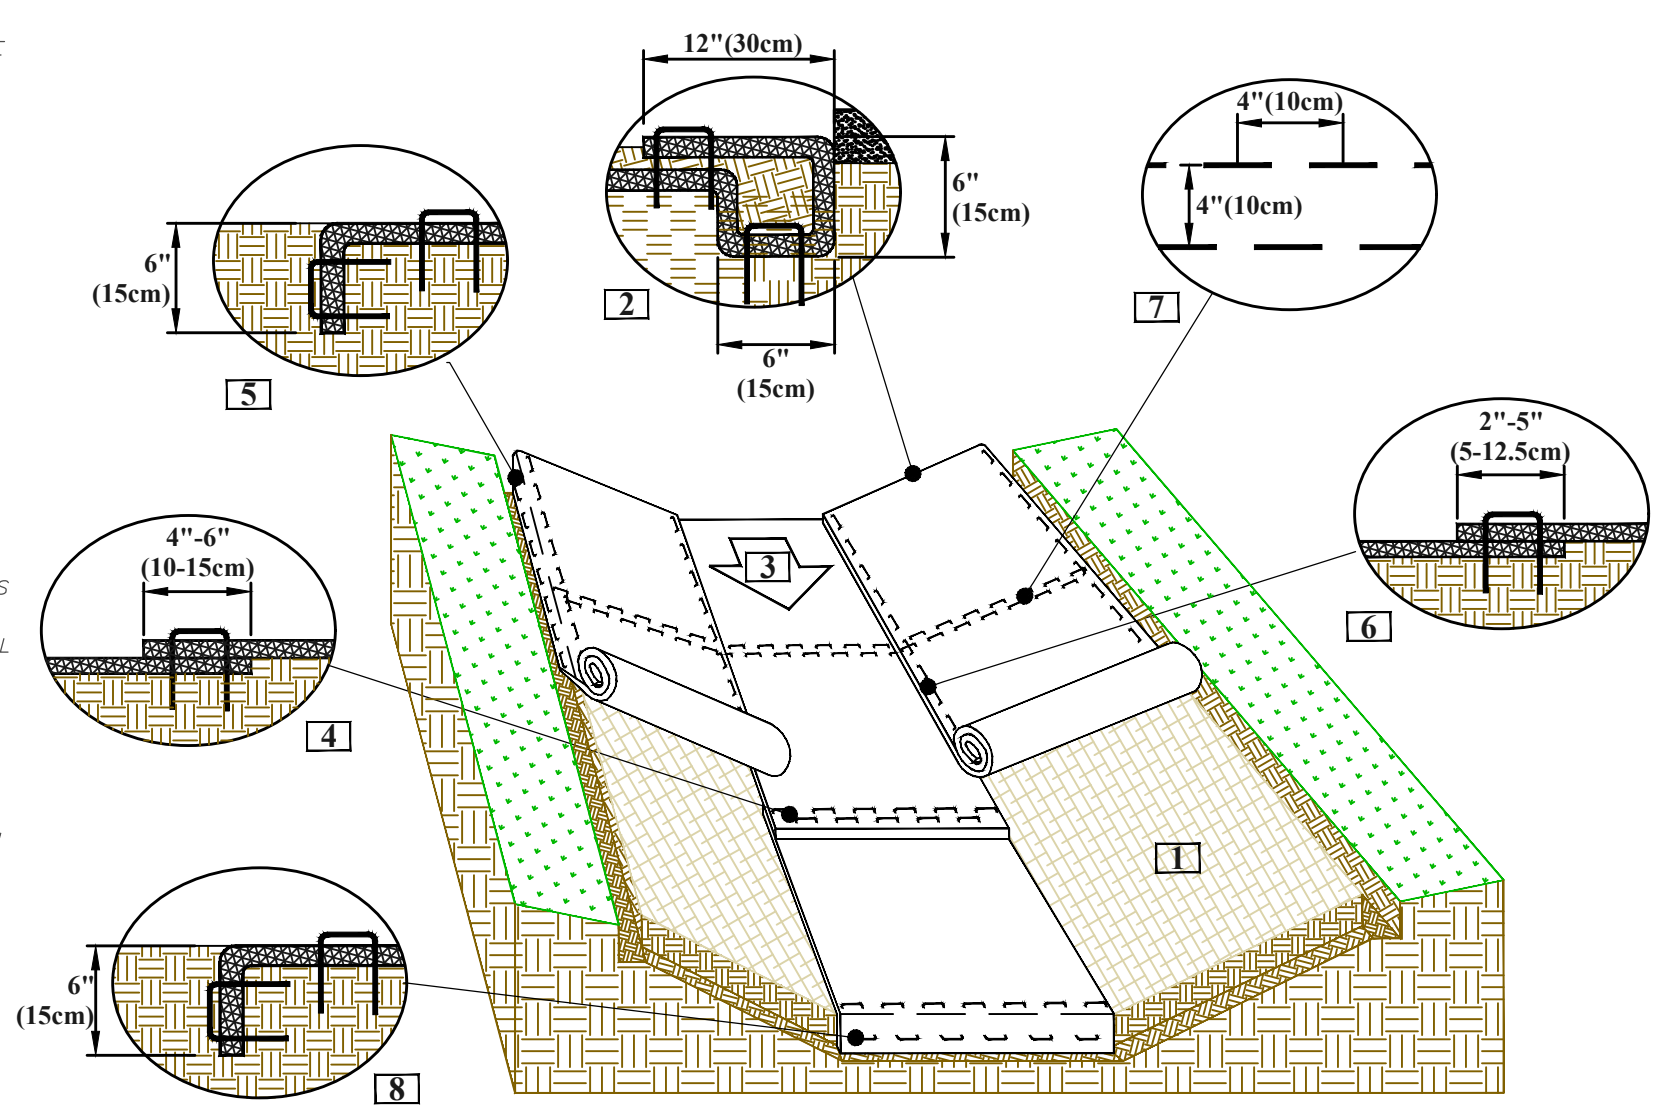 12"(30cm)
6"
(15cm)
6"
(15cm)
2
4"(10cm)
4"(10cm)
7
6"
(15cm)
5
2"-5"
(5-12.5cm)
6
4"-6"
(10-15cm)
4
3
1
6"
(15cm)
8
S
L